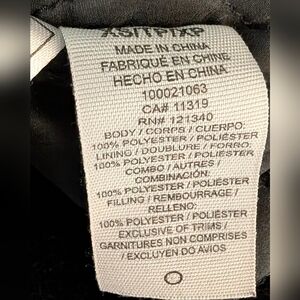 XS/TP/XP
MADE IN CHINA
FABRIQUÉ EN CHINE
HECHO EN CHINA
100021063
CA# 11319
RN# 121340
BODY / CORPS / CUERPO:
100% POLYESTER / POLIÉSTER
LINING / DOUBLURE / FORRO:
100% POLYESTER / POLIÉSTER
COMBO / AUTRES /
COMBINACIÓN:
100% POLYESTER / POLIÉSTER
FILLING / REMBOURRAGE /
RELLENO:
100% POLYESTER / POLIÉSTER
EXCLUSIVE OF TRIMS /
GARNITURES NON COMPRISES
/ EXCLUYEN DO AVIOS
O